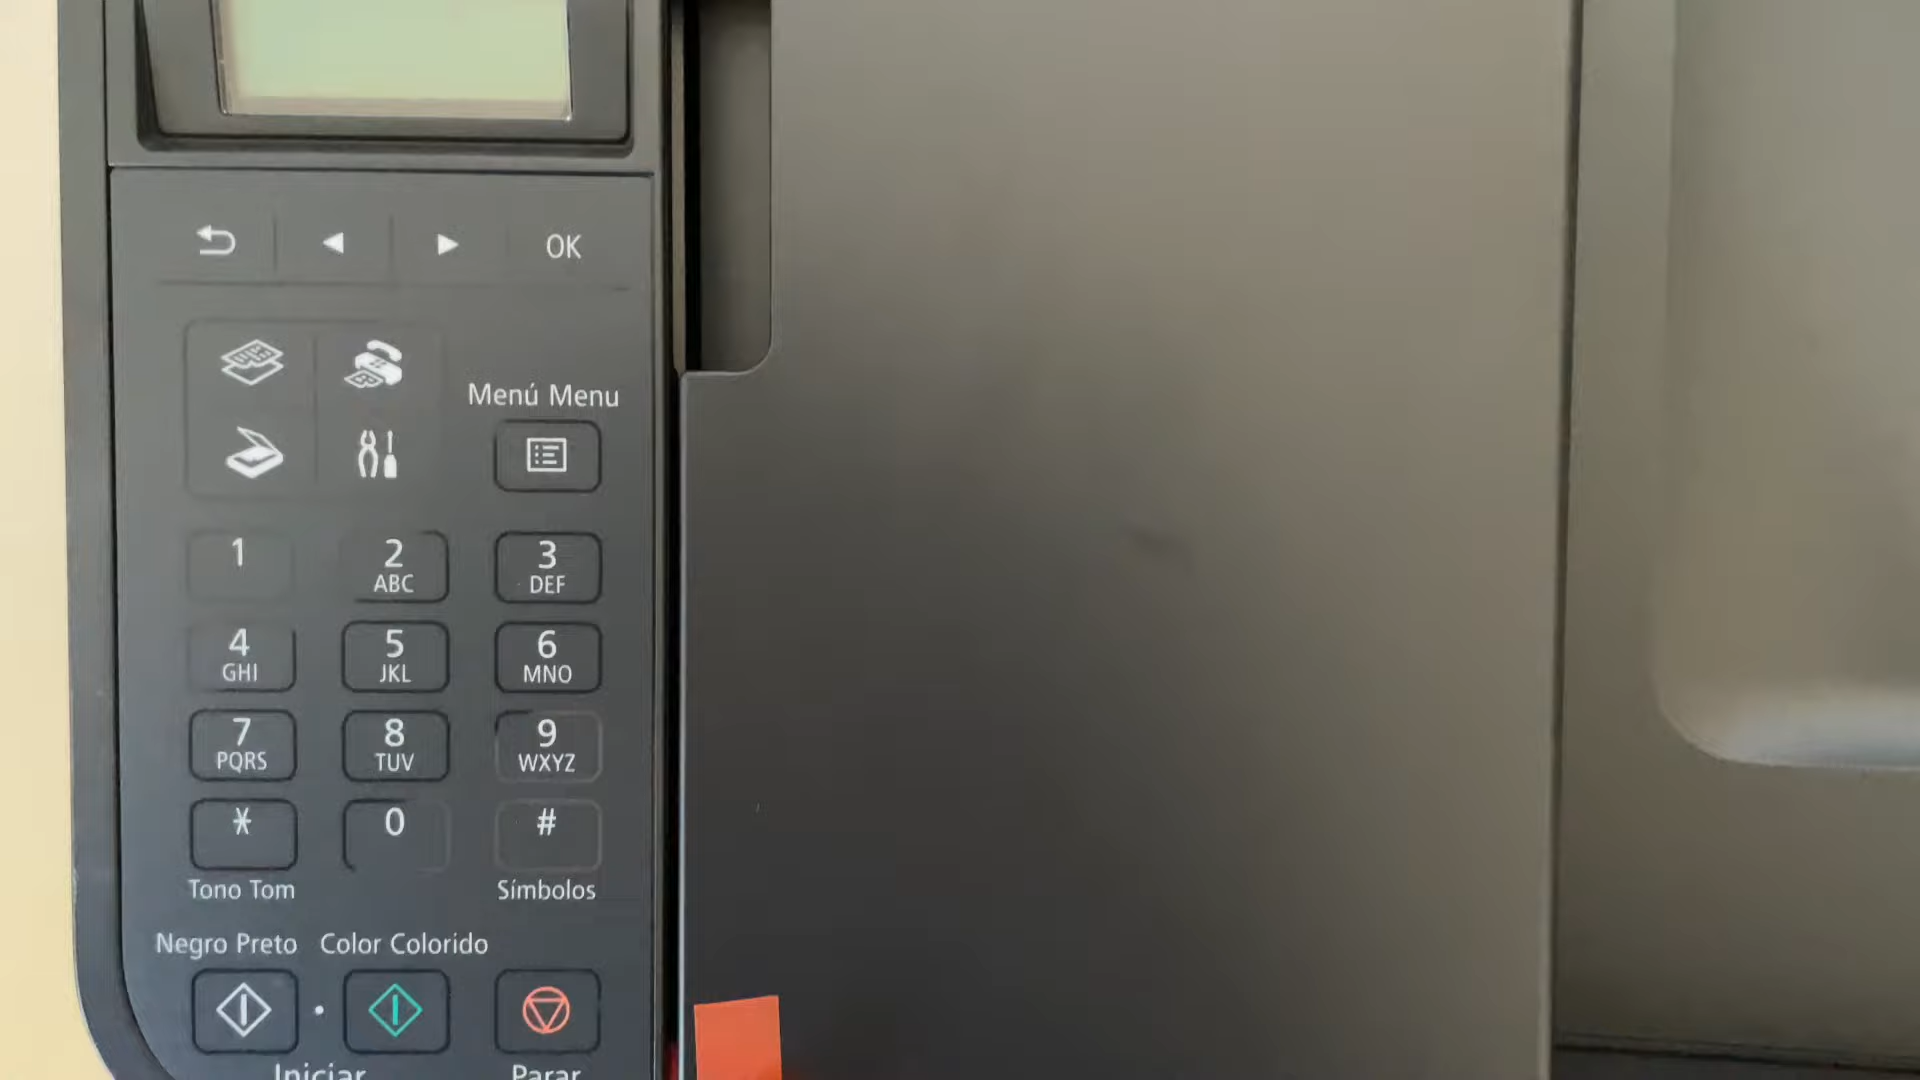 OK
Menú Menu
1 2 3
ABC DEF
4 5 6
GHI JKL MNO
7 8 9
PQRS TUV WXYZ
* 0 #
Tono Tom Símbolos
Negro Preto Color Colorido
Iniciar Parar